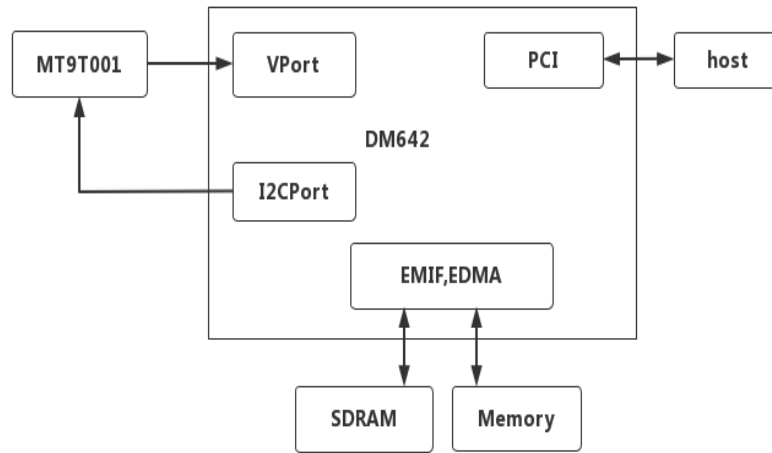 MT9T001
VPort
PCI
host
DM642
I2CPort
EMIF,EDMA
SDRAM
Memory